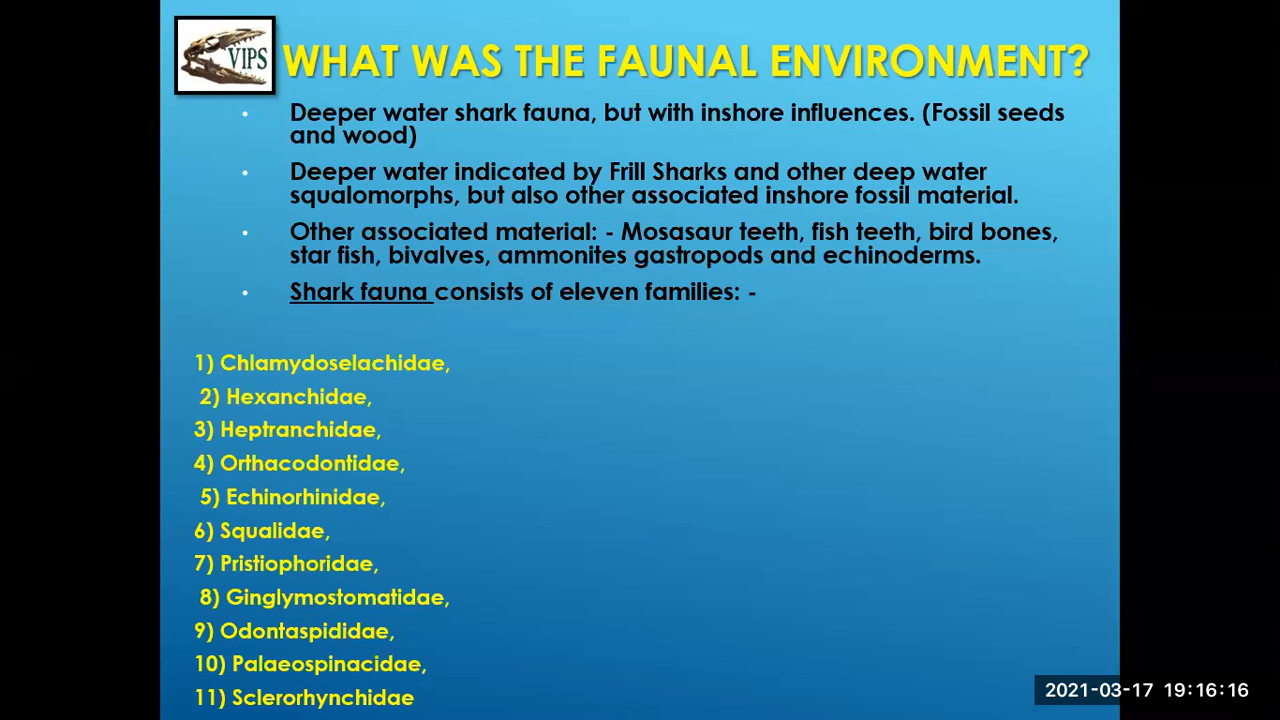 VIPS
WHAT WAS THE FAUNAL ENVIRONMENT?
• Deeper water shark fauna, but with inshore influences. (Fossil seeds
and wood)
• Deeper water indicated by Frill Sharks and other deep water
squalomorphs, but also other associated inshore fossil material.
• Other associated material: - Mosasaur teeth, fish teeth, bird bones,
star fish, bivalves, ammonites gastropods and echinoderms.
• Shark fauna consists of eleven families: -
1) Chlamydoselachidae,
2) Hexanchidae,
3) Heptranchidae,
4) Orthacodontidae,
5) Echinorhinidae,
6) Squalidae,
7) Pristiophoridae,
8) Ginglymostomatidae,
9) Odontaspididae,
10) Palaeospinacidae,
11) Sclerorhynchidae
2021-03-17 19:16:16